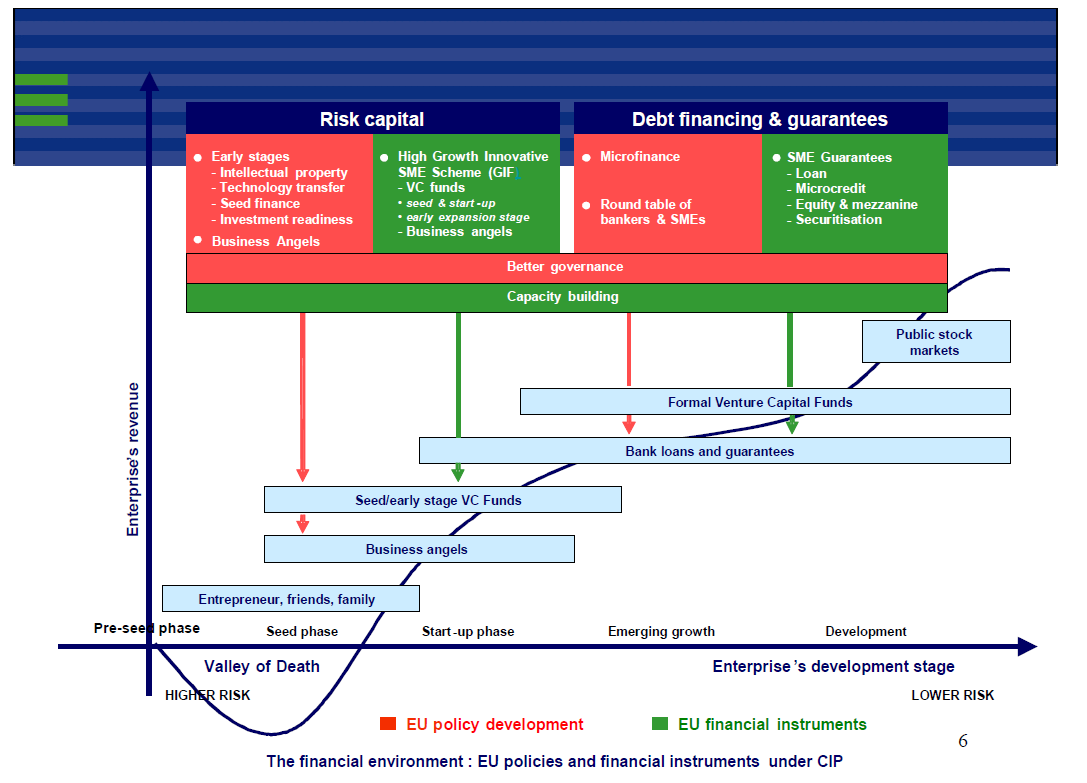 Risk capital
Debt financing & guarantees
Early stages
- Intellectual property
- Technology transfer
- Seed finance
- Investment readiness
Business Angels
High Growth Innovative
SME Scheme (GIF)
- VC funds
• seed & start-up
• early expansion stage
- Business angels
Microfinance
Round table of
bankers & SMEs
SME Guarantees
- Loan
- Microcredit
- Equity & mezzanine
- Securitisation
Better governance
Capacity building
Public stock
markets
Formal Venture Capital Funds
Bank loans and guarantees
Seed/early stage VC Funds
Business angels
Entrepreneur, friends, family
Enterprise's revenue
Pre-seed phase
Seed phase
Start-up phase
Emerging growth
Development
Valley of Death
Enterprise's development stage
HIGHER RISK
LOWER RISK
EU policy development
EU financial instruments
6
The financial environment : EU policies and financial instruments under CIP